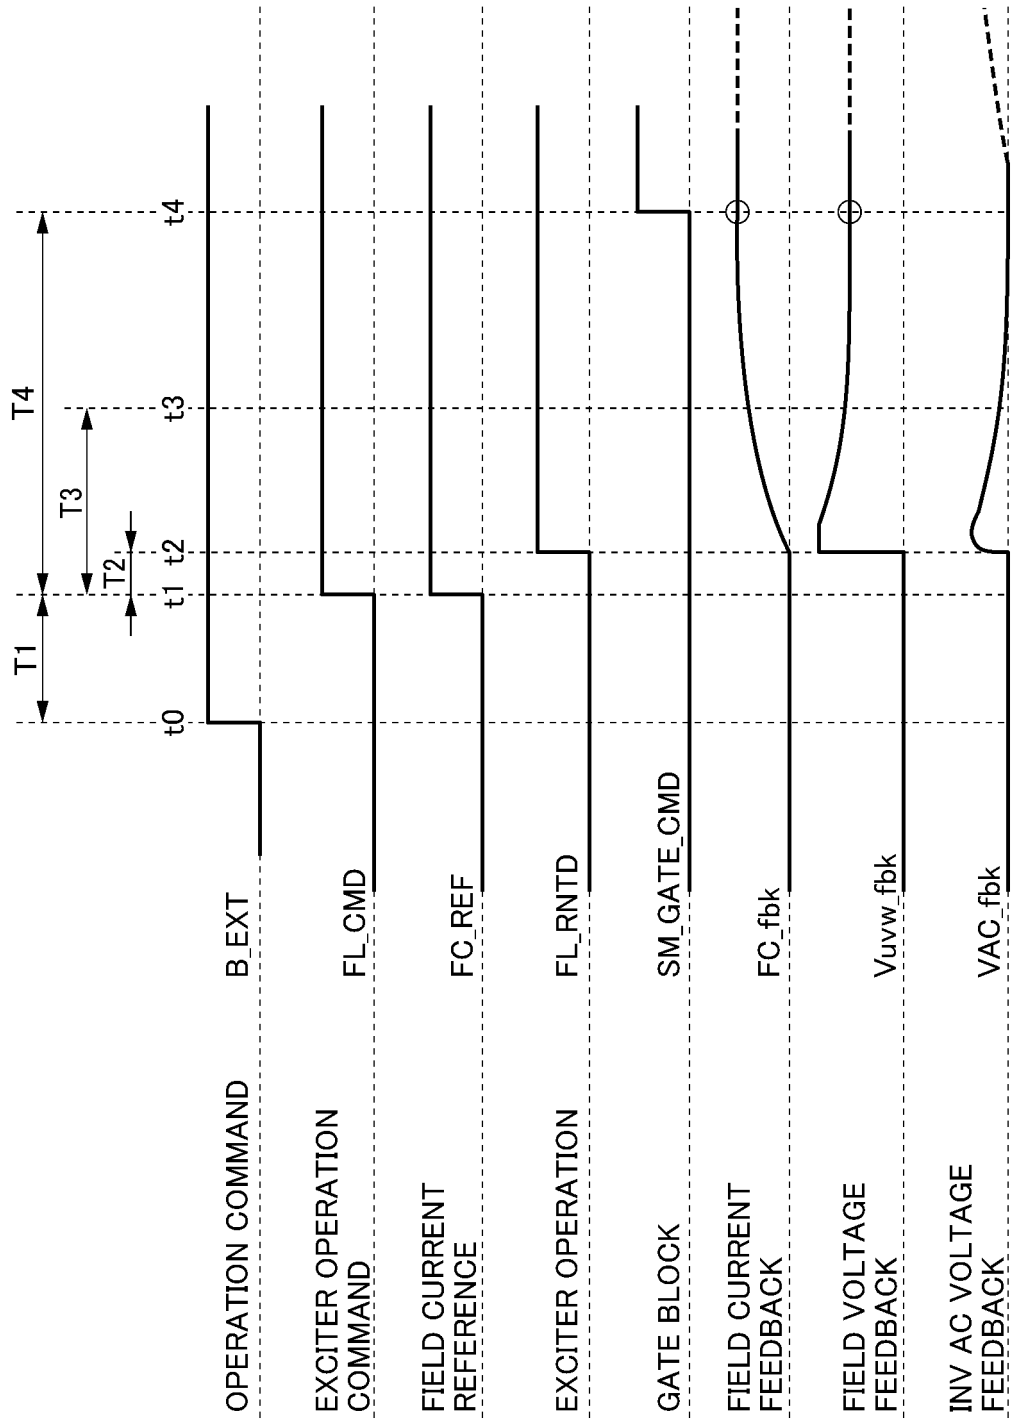 T4
T1
T3
T2
t0
t1
t2
t3
t4
OPERATION COMMAND
B_EXT
EXCITER OPERATION
COMMAND
FL_CMD
FIELD CURRENT
REFERENCE
FC_REF
EXCITER OPERATION
FL_RNTD
GATE BLOCK
SM_GATE_CMD
FIELD CURRENT
FEEDBACK
FC_fbk
FIELD VOLTAGE
FEEDBACK
Vuvw_fbk
INV AC VOLTAGE
FEEDBACK
VAC_fbk